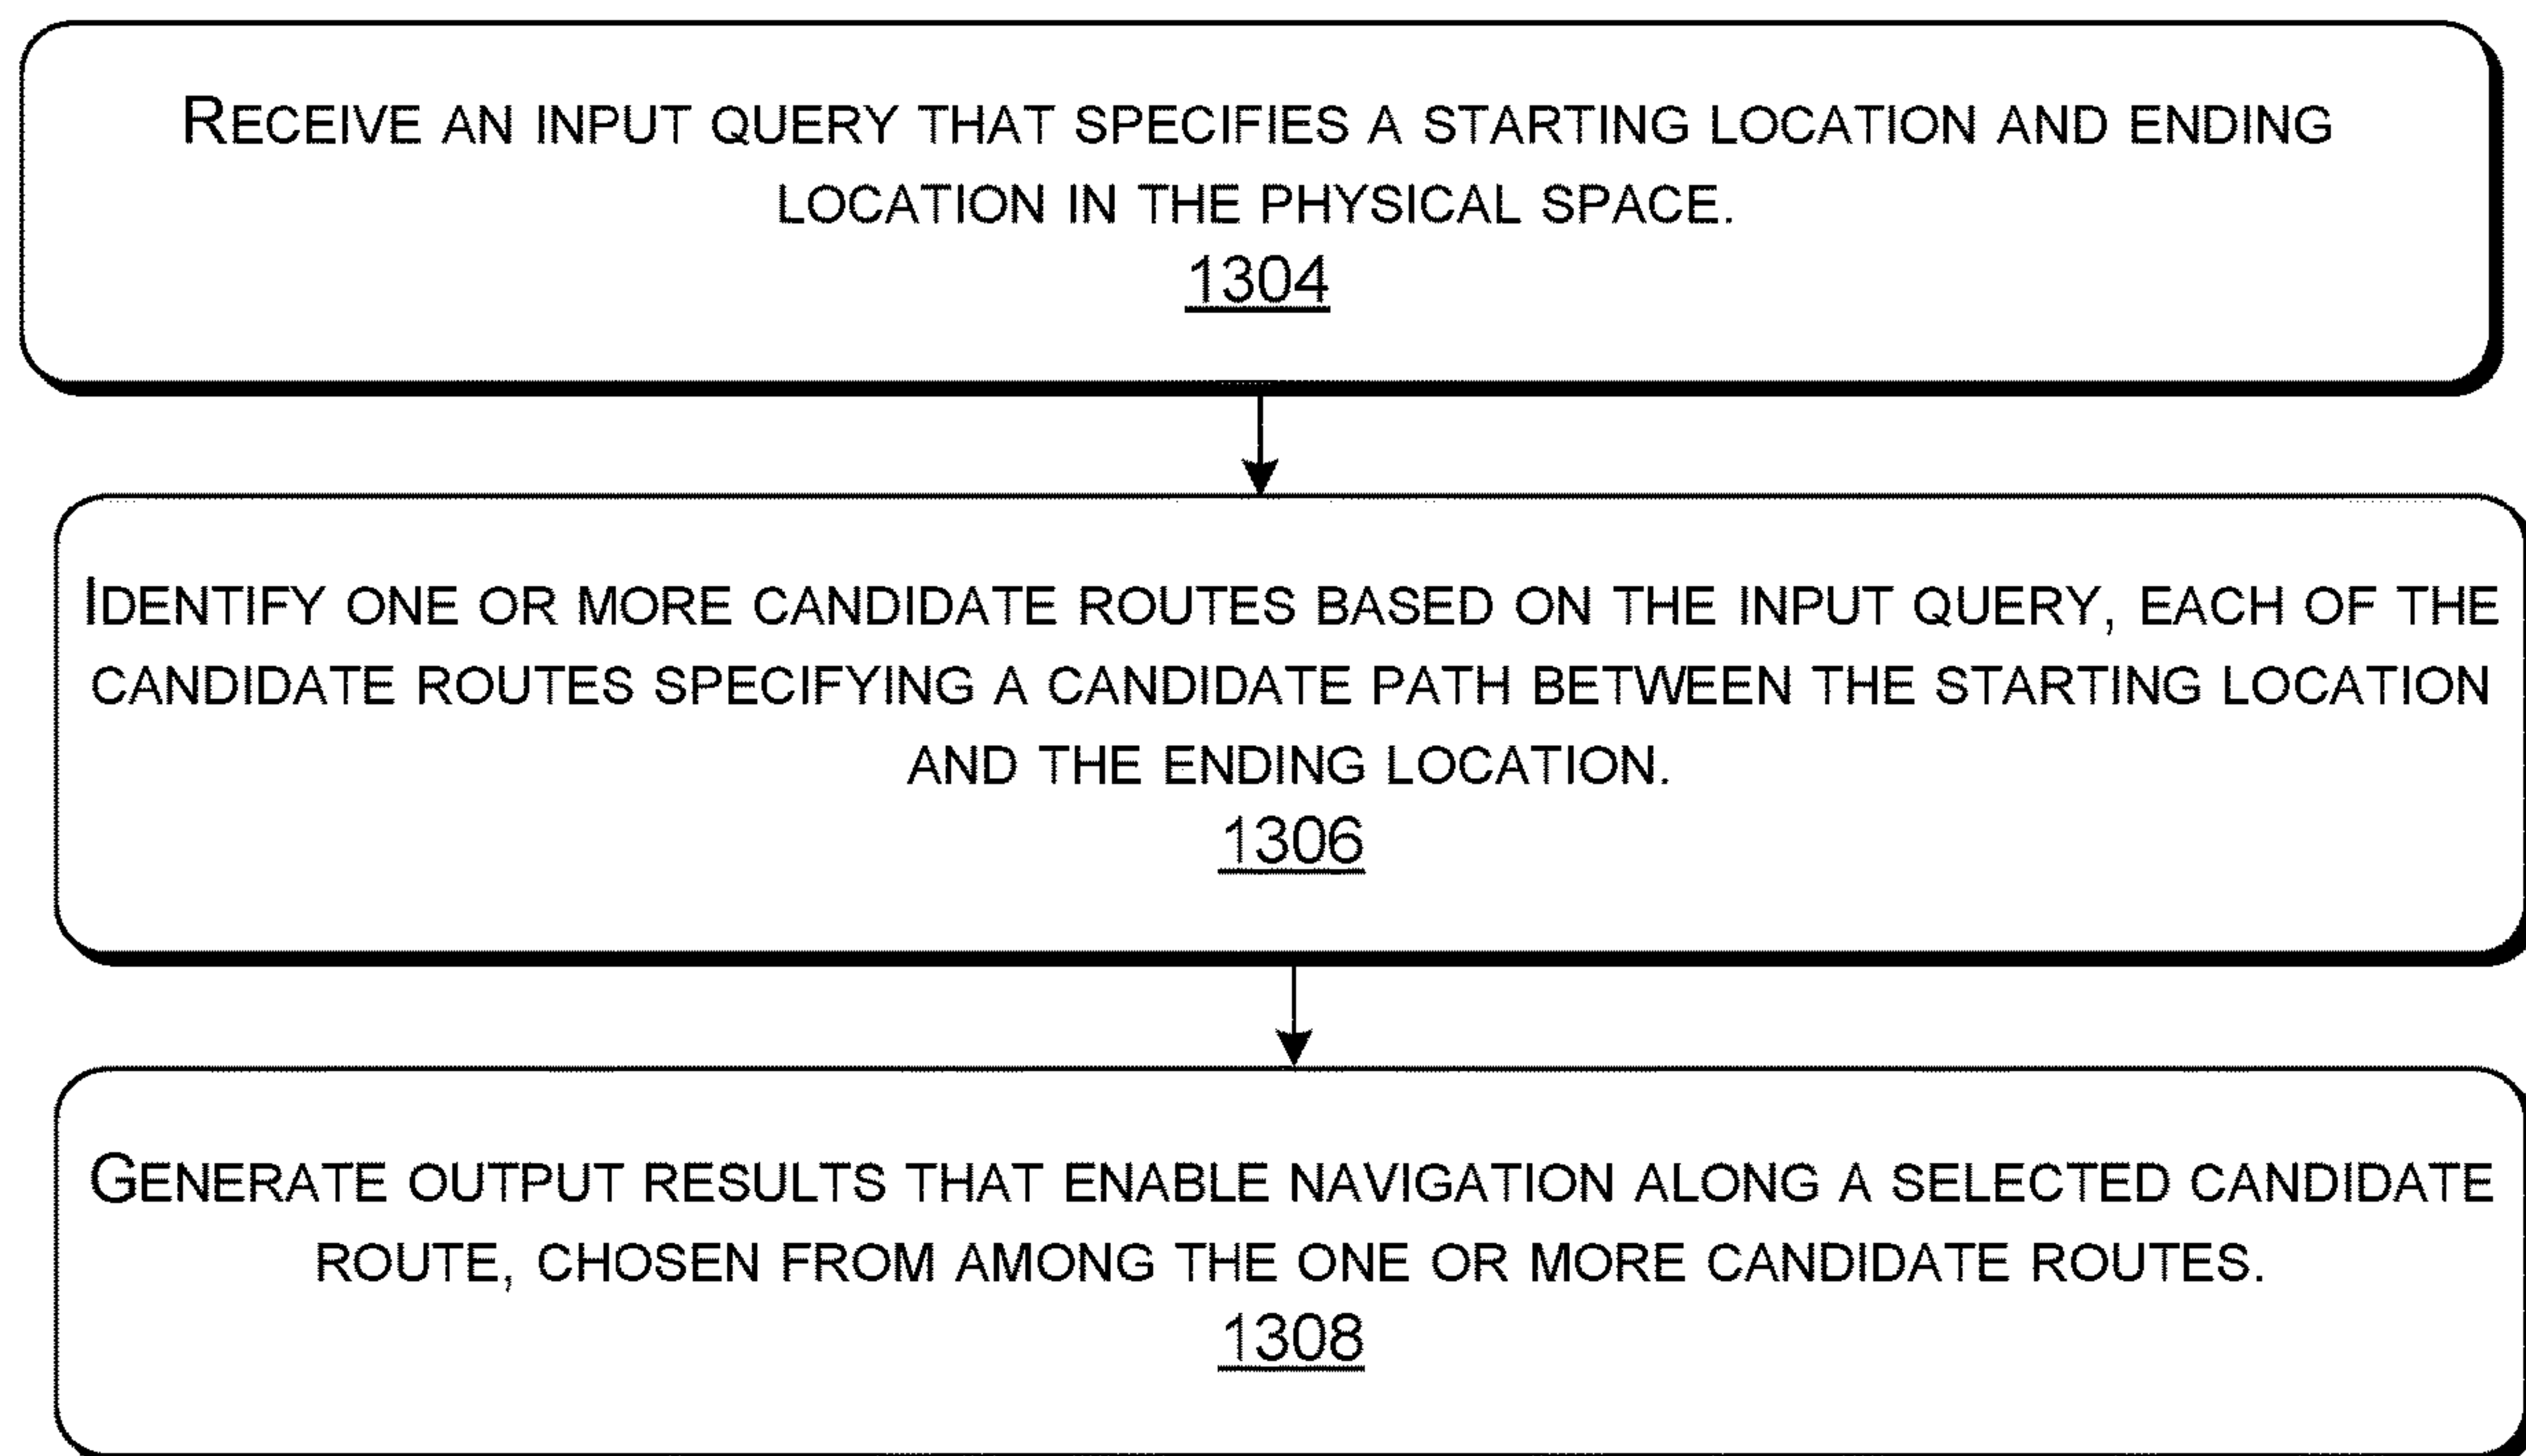 RECEIVE AN INPUT QUERY THAT SPECIFIES A STARTING LOCATION AND ENDING
LOCATION IN THE PHYSICAL SPACE.
1304
IDENTIFY ONE OR MORE CANDIDATE ROUTES BASED ON THE INPUT QUERY, EACH OF THE
CANDIDATE ROUTES SPECIFYING A CANDIDATE PATH BETWEEN THE STARTING LOCATION
AND THE ENDING LOCATION.
1306
GENERATE OUTPUT RESULTS THAT ENABLE NAVIGATION ALONG A SELECTED CANDIDATE
ROUTE, CHOSEN FROM AMONG THE ONE OR MORE CANDIDATE ROUTES.
1308